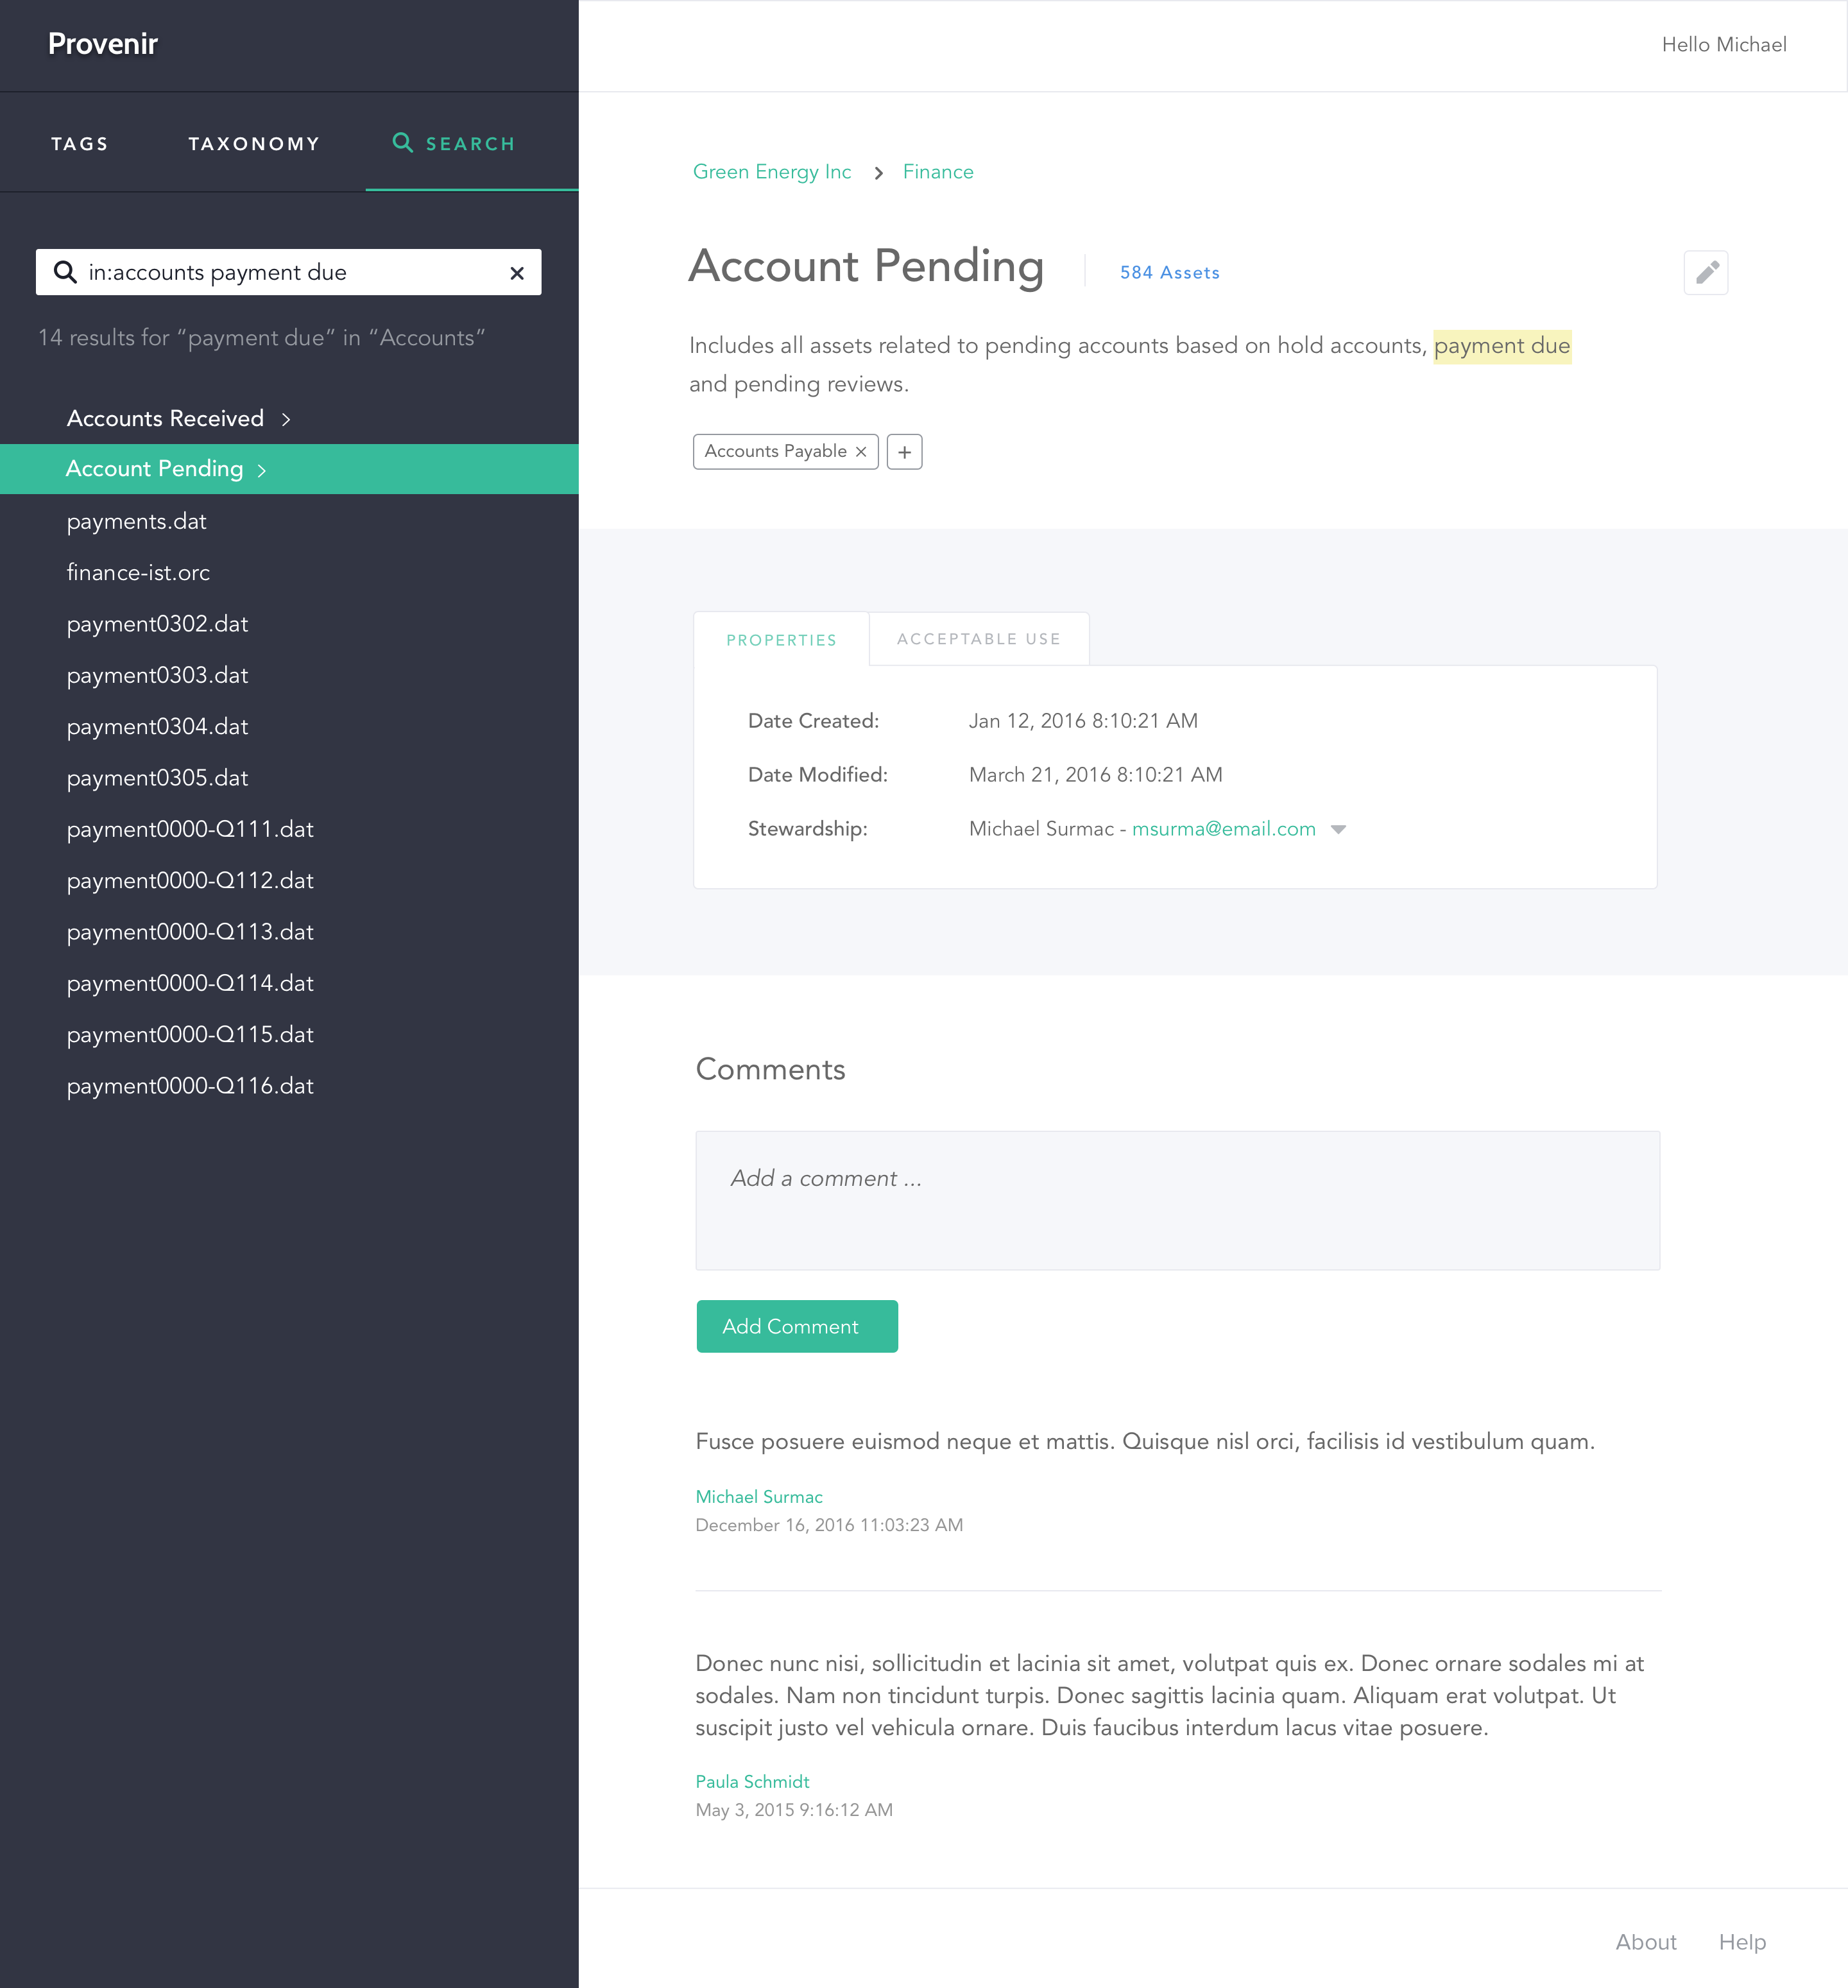 Provenir
Hello Michael
TAGS
TAXONOMY
SEARCH
in:accounts payment due
14 results for “payment due” in “Accounts”
Accounts Received
Account Pending
payments.dat
finance-ist.orc
payment0302.dat
payment0303.dat
payment0304.dat
payment0305.dat
payment0000-Q111.dat
payment0000-Q112.dat
payment0000-Q113.dat
payment0000-Q114.dat
payment0000-Q115.dat
payment0000-Q116.dat
Green Energy Inc > Finance
Account Pending
584 Assets
Includes all assets related to pending accounts based on hold accounts, payment due
and pending reviews.
Accounts Payable × +
PROPERTIES
ACCEPTABLE USE
Date Created: Jan 12, 2016 8:10:21 AM
Date Modified: March 21, 2016 8:10:21 AM
Stewardship: Michael Surmac - msurma@email.com
Comments
Add a comment ...
Add Comment
Fusce posuere euismod neque et mattis. Quisque nisl orci, facilisis id vestibulum quam.
Michael Surmac
December 16, 2016 11:03:23 AM
Donec nunc nisi, sollicitudin et lacinia sit amet, volutpat quis ex. Donec ornare sodales mi at
sodales. Nam non tincidunt turpis. Donec sagittis lacinia quam. Aliquam erat volutpat. Ut
suscipit justo vel vehicula ornare. Duis faucibus interdum lacus vitae posuere.
Paula Schmidt
May 3, 2015 9:16:12 AM
About
Help